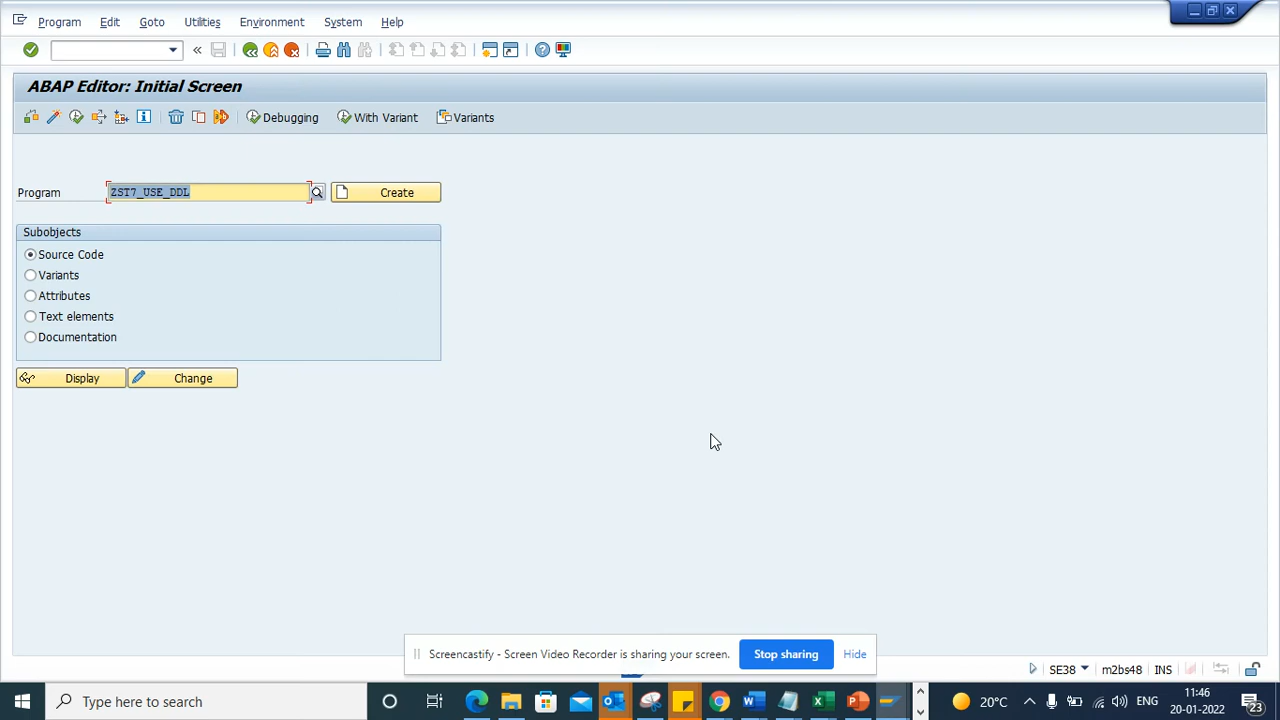 Program Edit Goto Utilities Environment System Help
ABAP Editor: Initial Screen
Debugging With Variant Variants
Program ZST7_USE_DDL Create
Subobjects
Source Code
Variants
Attributes
Text elements
Documentation
Display Change
Screencastify - Screen Video Recorder is sharing your screen. Stop sharing Hide
SE38 m2bs48 INS
Type here to search 20°C ENG 11:46
20-01-2022 23